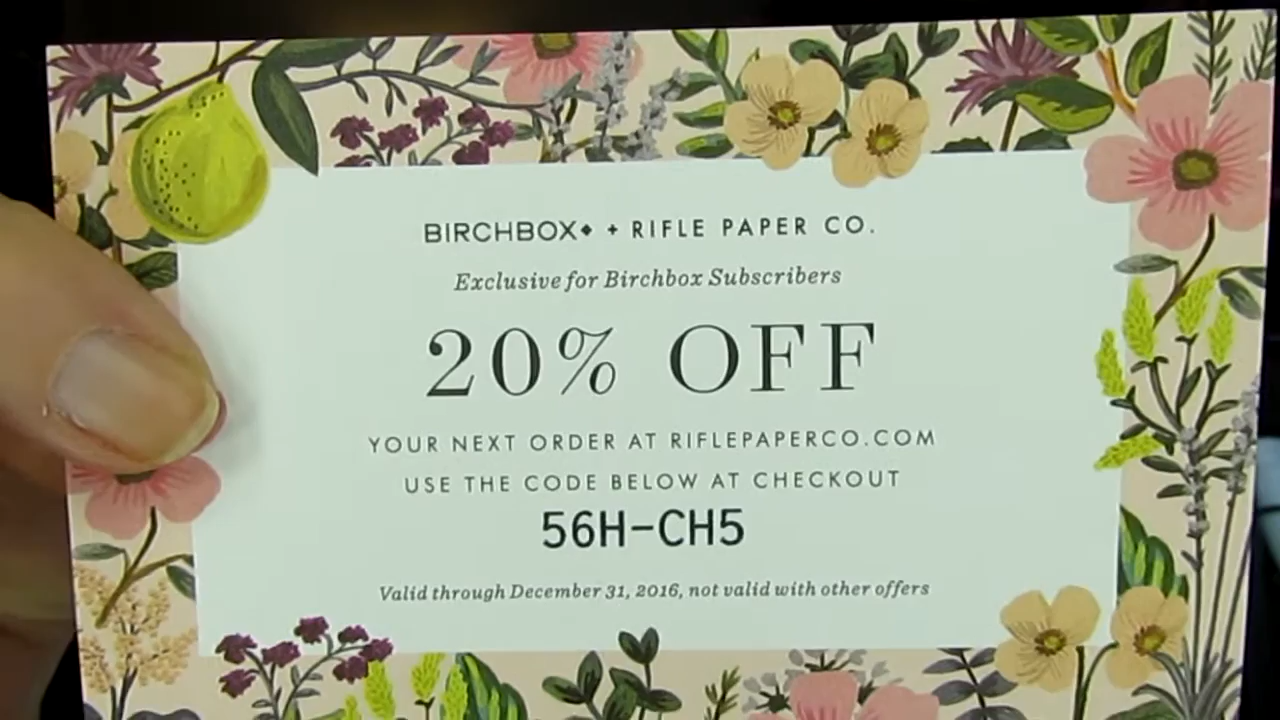 BIRCHBOX◆ + RIFLE PAPER CO.
Exclusive for Birchbox Subscribers
20% OFF
YOUR NEXT ORDER AT RIFLEPAPERCO.COM
USE THE CODE BELOW AT CHECKOUT
56H-CH5
Valid through December 31, 2016, not valid with other offers